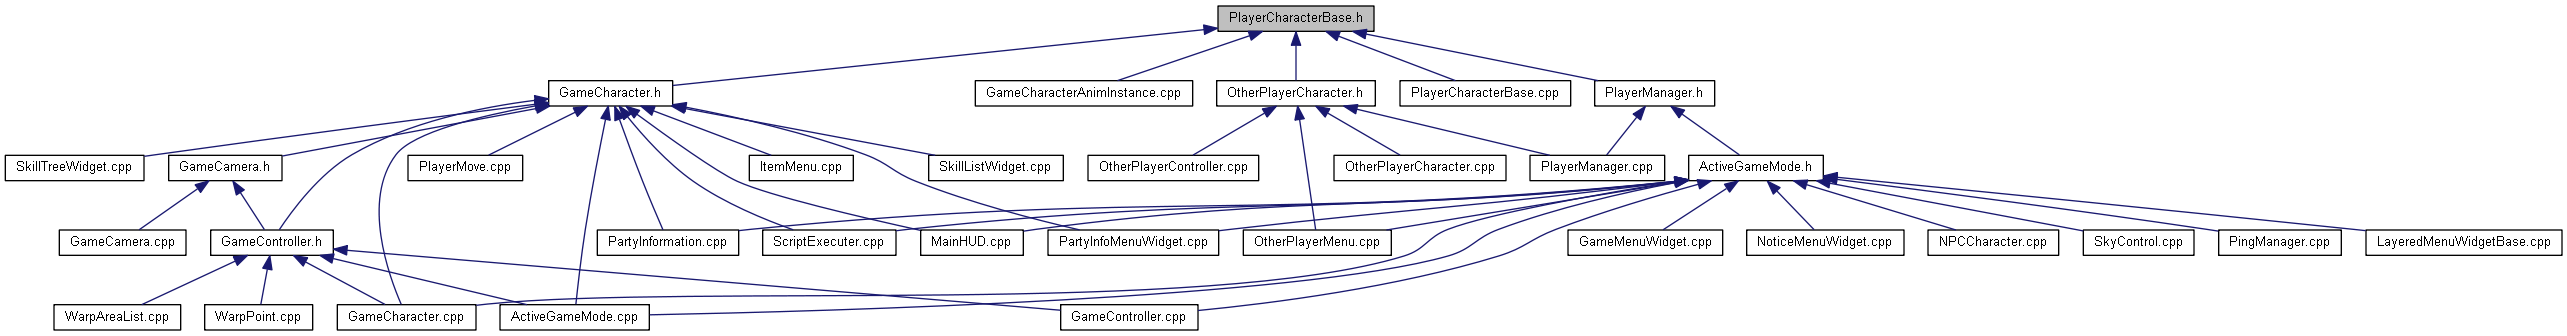 PlayerCharacterBase.h
GameCharacter.h
GameCharacterAnimInstance.cpp
OtherPlayerCharacter.h
PlayerCharacterBase.cpp
PlayerManager.h
SkillTreeWidget.cpp
GameCamera.h
PlayerMove.cpp
ItemMenu.cpp
SkillListWidget.cpp
OtherPlayerController.cpp
OtherPlayerCharacter.cpp
PlayerManager.cpp
ActiveGameMode.h
GameCamera.cpp
GameController.h
PartyInformation.cpp
ScriptExecuter.cpp
MainHUD.cpp
PartyInfoMenuWidget.cpp
OtherPlayerMenu.cpp
GameMenuWidget.cpp
NoticeMenuWidget.cpp
NPCCharacter.cpp
SkyControl.cpp
PingManager.cpp
LayeredMenuWidgetBase.cpp
WarpAreaList.cpp
WarpPoint.cpp
GameCharacter.cpp
ActiveGameMode.cpp
GameController.cpp